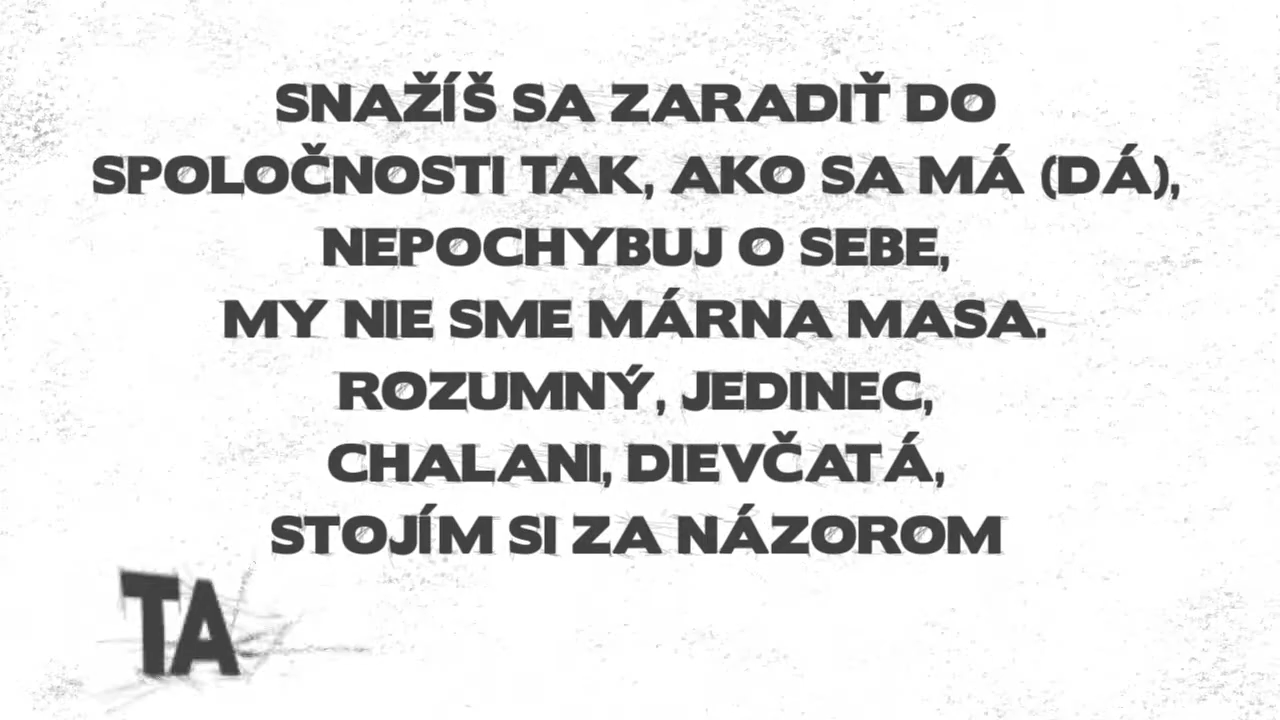 SNAŽÍŠ SA ZARADIŤ DO
SPOLOČNOSTI TAK, AKO SA MÁ (DÁ),
NEPOCHYBUJ O SEBE,
MY NIE SME MÁRNA MASA.
ROZUMNÝ, JEDINEC,
CHALANI, DIEVČATÁ,
STOJÍM SI ZA NÁZOROM
TA